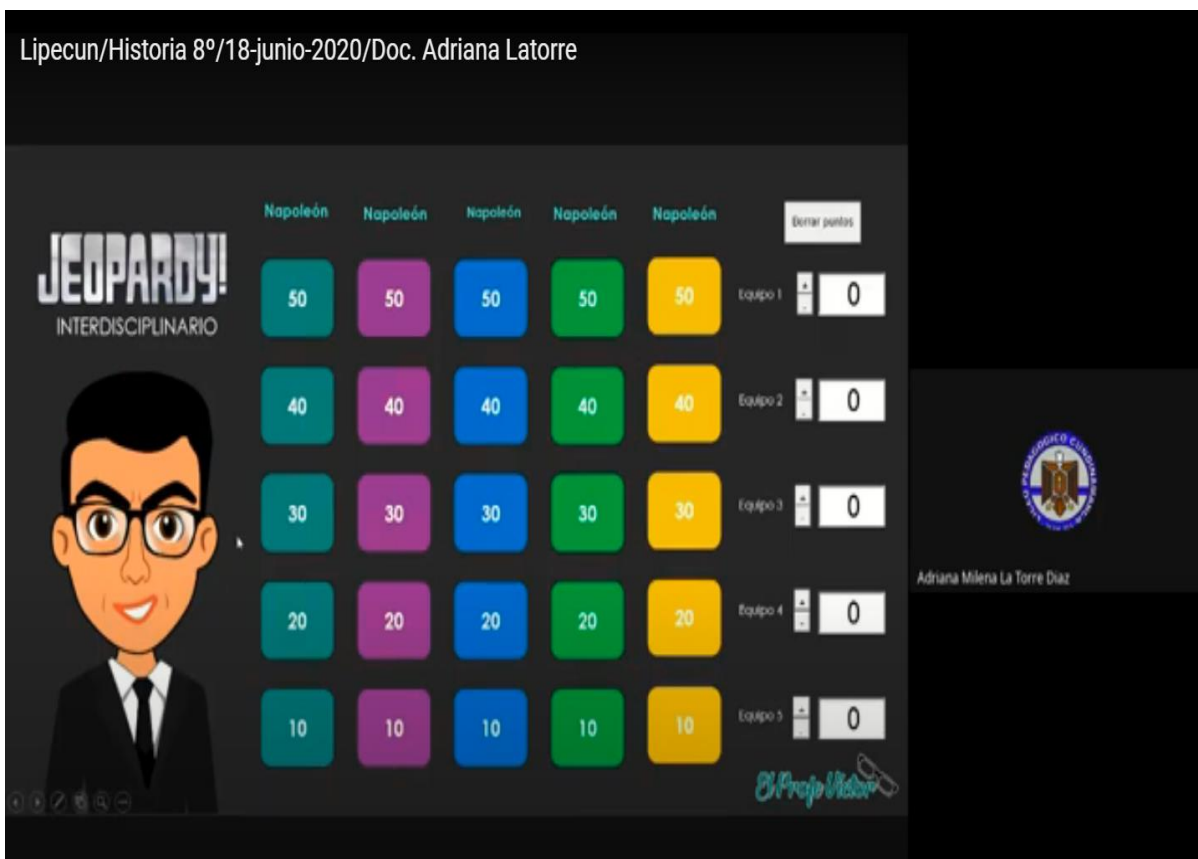 Lipecun/Historia 8º/18-junio-2020/Doc. Adriana Latorre
JEOPARDY!
INTERDISCIPLINARIO
Napoleón Napoleón Napoleón Napoleón Napoleón
Borrar puntos
50 50 50 50 50
Equipo 1 + - 0
40 40 40 40 40
Equipo 2 + - 0
30 30 30 30 30
Equipo 3 + - 0
20 20 20 20 20
Equipo 4 + - 0
10 10 10 10 10
Equipo 5 + - 0
El Profe Victor
PEDAGOGICO
Adriana Milena La Torre Diaz